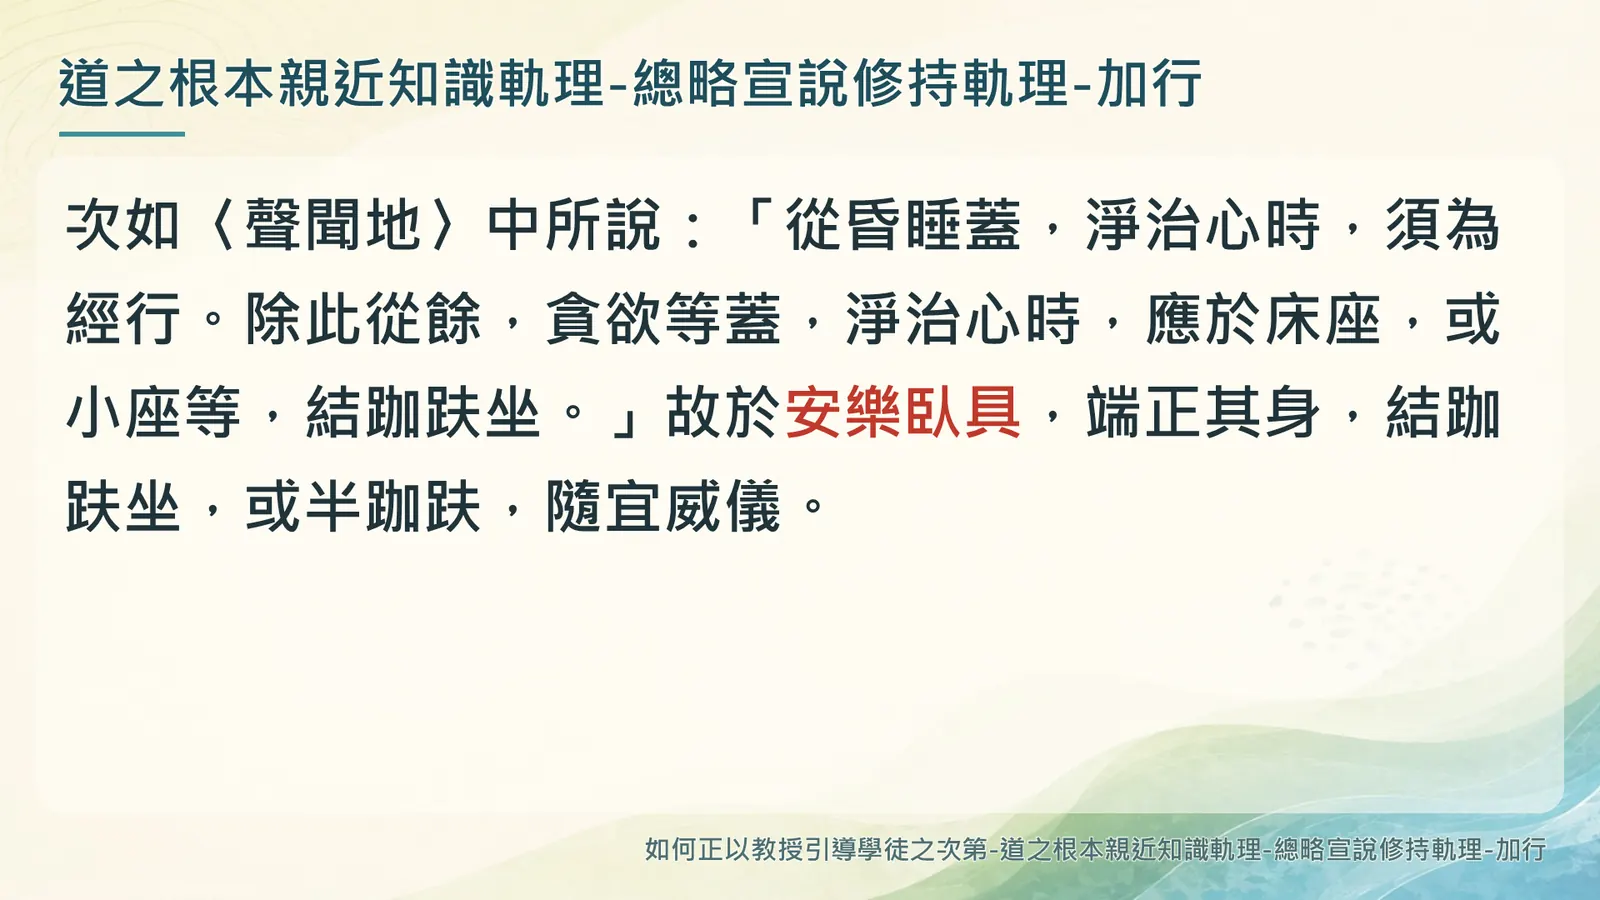 道之根本親近知識軌理-總略宣說修持軌理-加行
次如〈聲聞地〉中所說：「從昏睡蓋，淨治心時，須為
經行。除此從餘，貪欲等蓋，淨治心時，應於床座，或
小座等，結跏趺坐。」故於安樂臥具，端正其身，結跏
趺坐，或半跏趺，隨宜威儀。
如何正以教授引導學徒之次第-道之根本親近知識軌理-總略宣說修持軌理-加行